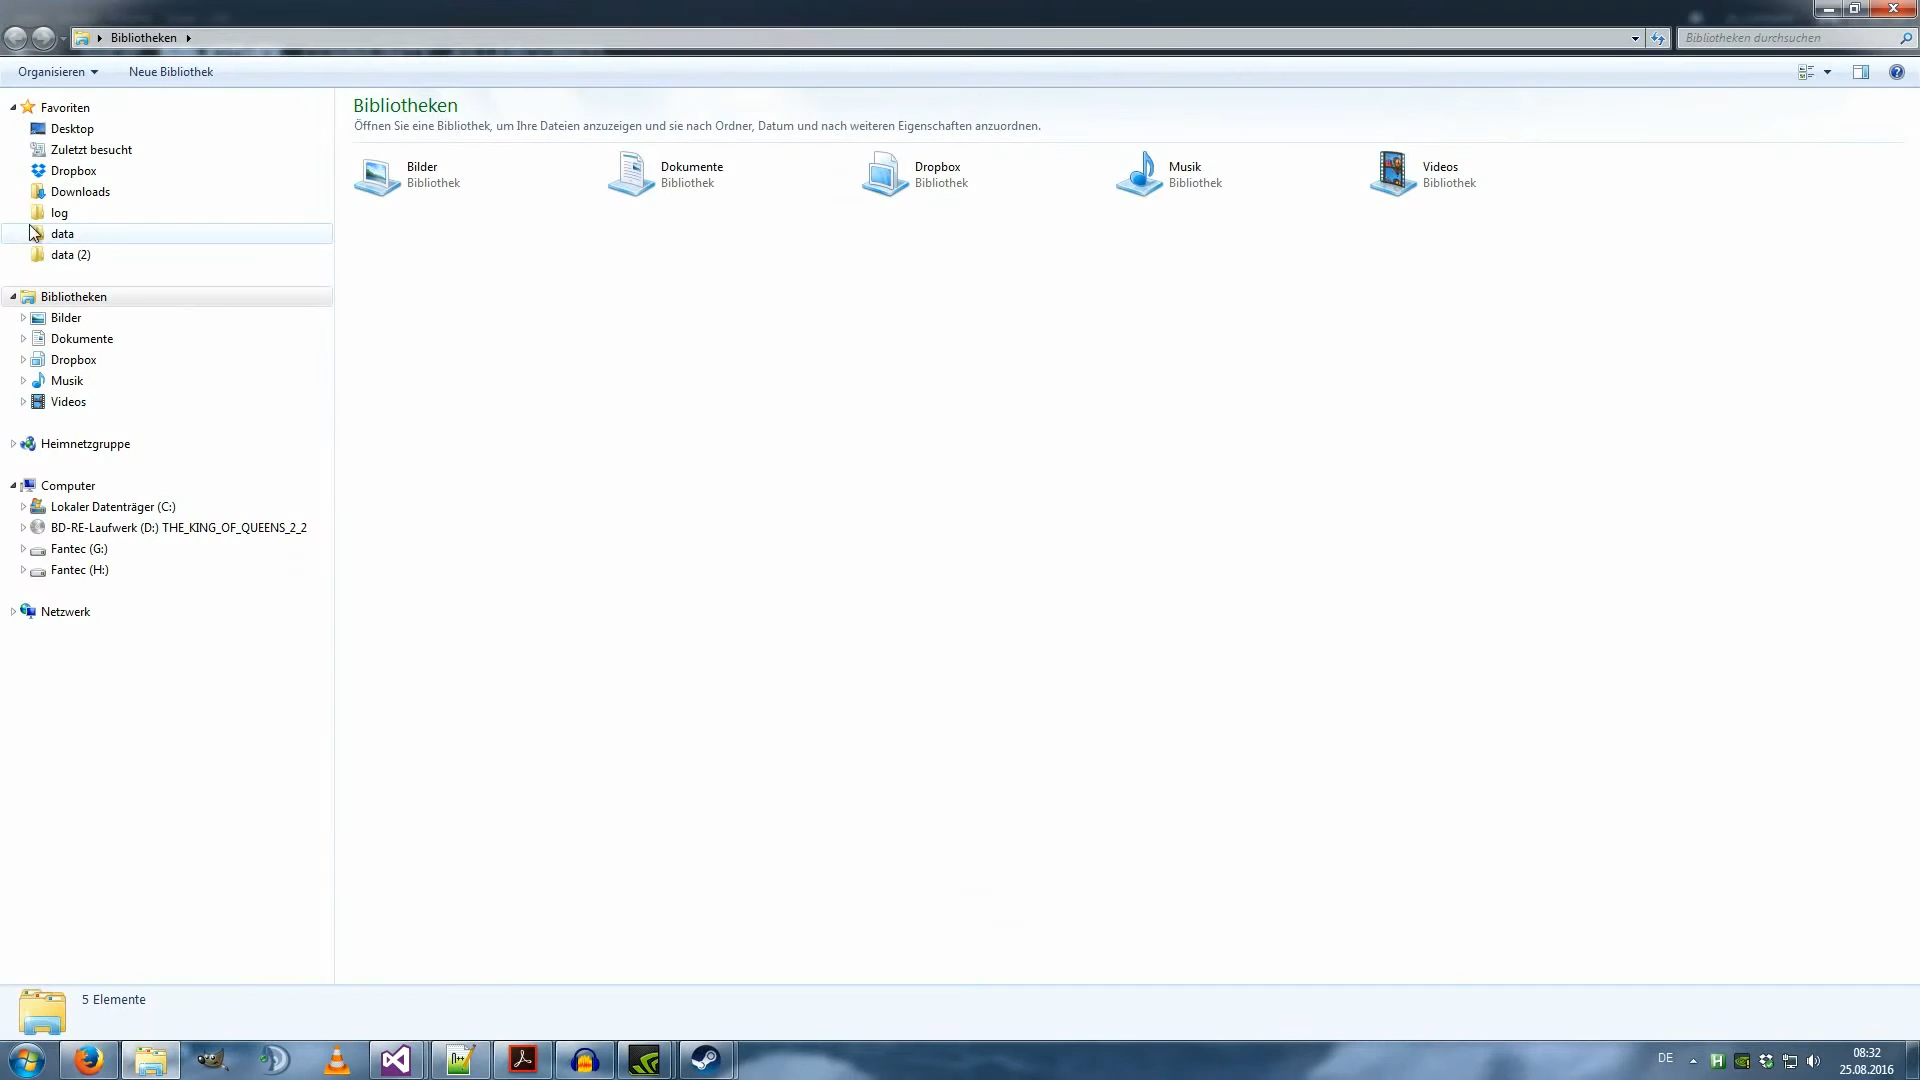 Bibliotheken
Bibliotheken durchsuchen
Organisieren
Neue Bibliothek
Favoriten
Desktop
Zuletzt besucht
Dropbox
Downloads
log
data
data (2)
Bibliotheken
Bilder
Dokumente
Dropbox
Musik
Videos
Heimnetzgruppe
Computer
Lokaler Datenträger (C:)
BD-RE-Laufwerk (D:) THE_KING_OF_QUEENS_2_2
Fantec (G:)
Fantec (H:)
Netzwerk
Bibliotheken
Öffnen Sie eine Bibliothek, um Ihre Dateien anzuzeigen und sie nach Ordner, Datum und nach weiteren Eigenschaften anzuordnen.
Bilder
Bibliothek
Dokumente
Bibliothek
Dropbox
Bibliothek
Musik
Bibliothek
Videos
Bibliothek
5 Elemente
DE
08:32
25.08.2016